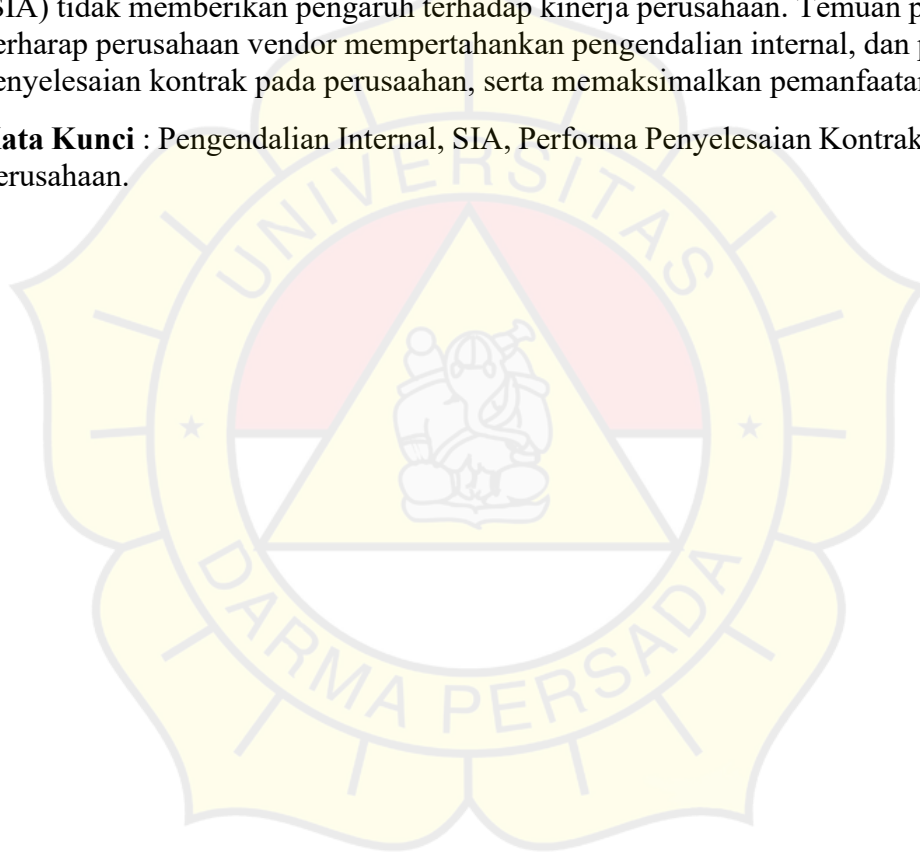 SIA) tidak memberikan pengaruh terhadap kinerja perusahaan. Temuan p
erharap perusahaan vendor mempertahankan pengendalian internal, dan p
enyelesaian kontrak pada perusaahan, serta memaksimalkan pemanfaatan
ata Kunci : Pengendalian Internal, SIA, Performa Penyelesaian Kontrak
erusahaan.
UNIVERSITAS
DARMA PERSADA